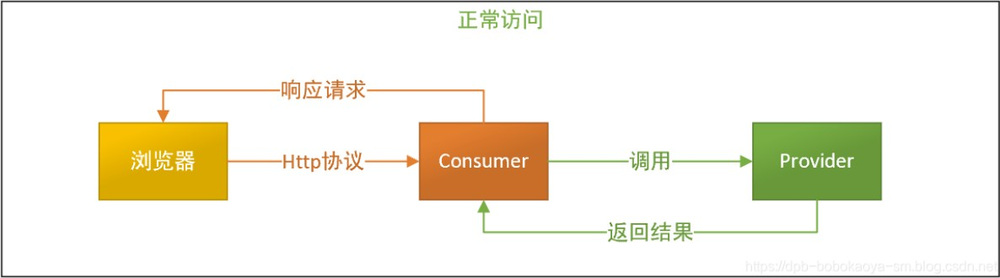 正常访问
响应请求
浏览器
Http协议
Consumer
调用
Provider
返回结果
https://dpb-bobokaoya-sm.blog.csdn.net